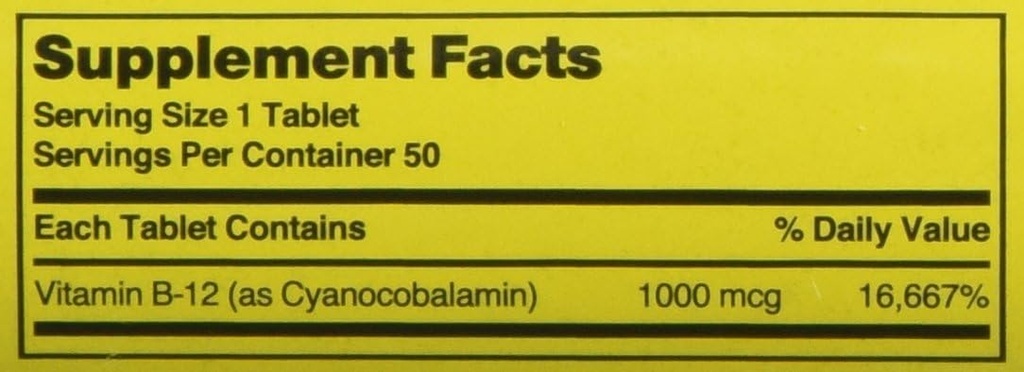 Supplement Facts
Serving Size 1 Tablet
Servings Per Container 50
Each Tablet Contains % Daily Value
Vitamin B-12 (as Cyanocobalamin) 1000 mcg 16,667%